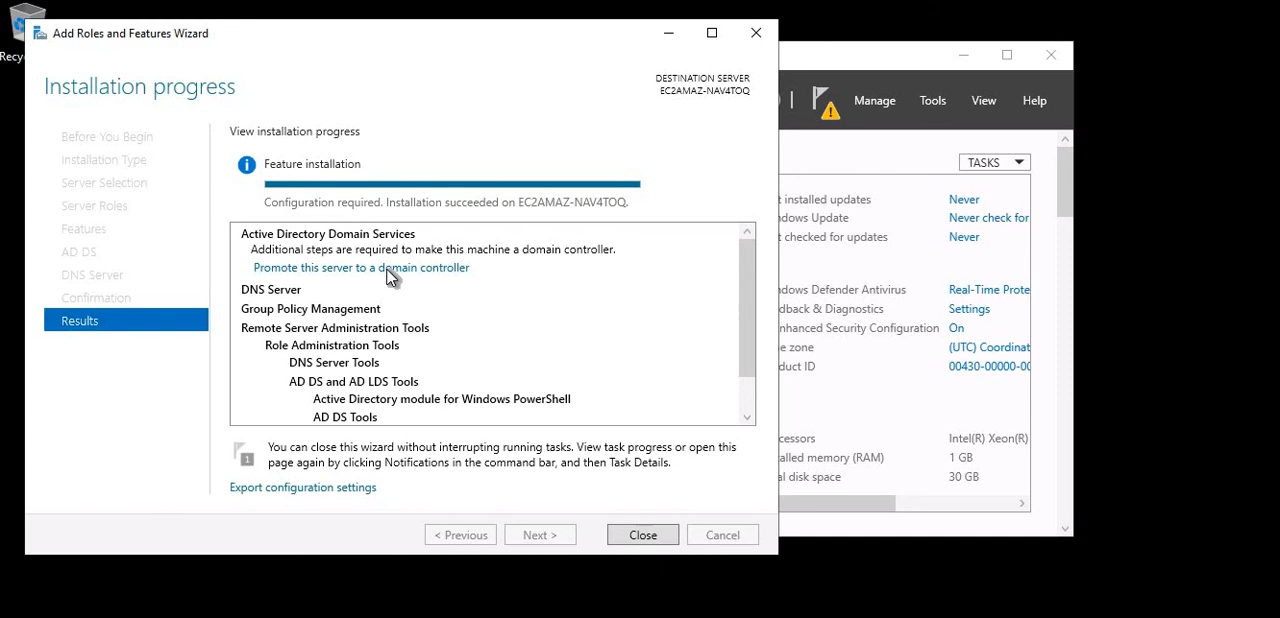 Recyc
Add Roles and Features Wizard
Installation progress
DESTINATION SERVER
EC2AMAZ-NAV4TOQ
Before You Begin
Installation Type
Server Selection
Server Roles
Features
AD DS
DNS Server
Confirmation
Results
View installation progress
Feature installation
Configuration required. Installation succeeded on EC2AMAZ-NAV4TOQ.
Active Directory Domain Services
Additional steps are required to make this machine a domain controller.
Promote this server to a domain controller
DNS Server
Group Policy Management
Remote Server Administration Tools
Role Administration Tools
DNS Server Tools
AD DS and AD LDS Tools
Active Directory module for Windows PowerShell
AD DS Tools
1
You can close this wizard without interrupting running tasks. View task progress or open this
page again by clicking Notifications in the command bar, and then Task Details.
Export configuration settings
< Previous
Next >
Close
Cancel
Manage Tools View Help
TASKS
t installed updates Never
ndows Update Never check for
t checked for updates Never
ndows Defender Antivirus Real-Time Prote
dback & Diagnostics Settings
nhanced Security Configuration On
e zone (UTC) Coordinat
duct ID 00430-00000-00
cessors Intel(R) Xeon(R)
alled memory (RAM) 1 GB
al disk space 30 GB